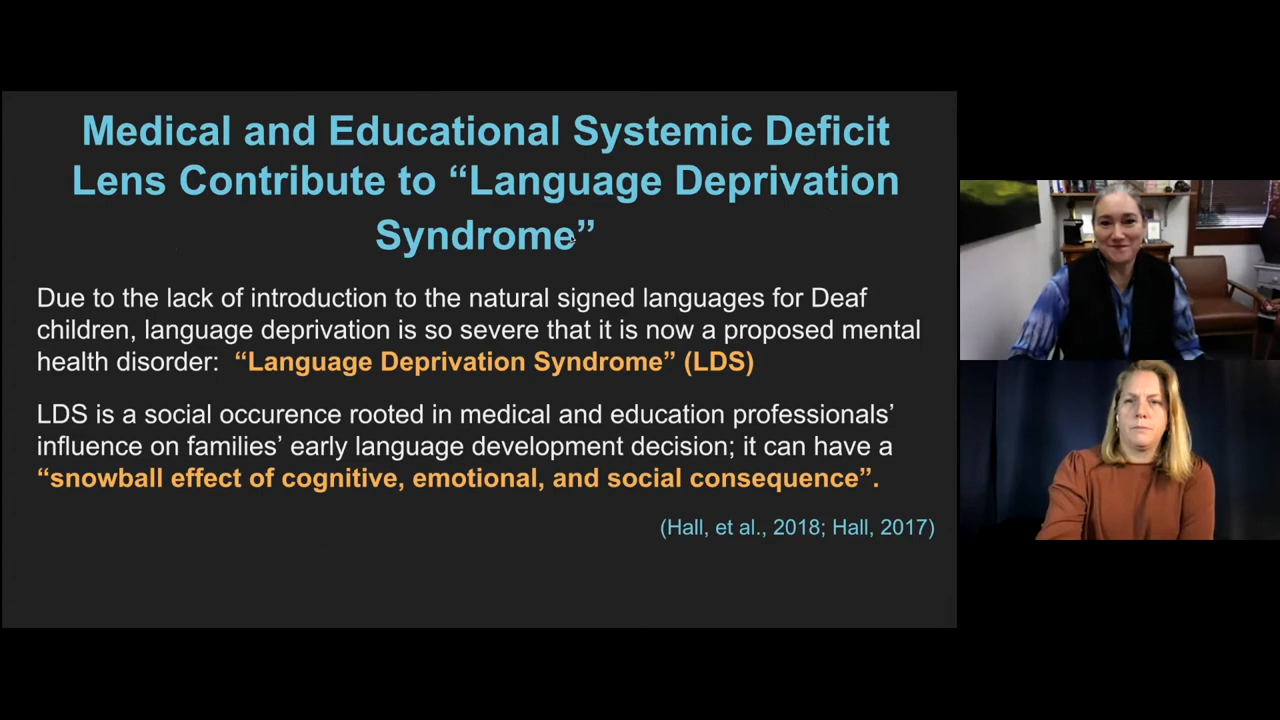 Medical and Educational Systemic Deficit
Lens Contribute to “Language Deprivation
Syndrome”
Due to the lack of introduction to the natural signed languages for Deaf
children, language deprivation is so severe that it is now a proposed mental
health disorder: “Language Deprivation Syndrome” (LDS)
LDS is a social occurence rooted in medical and education professionals’
influence on families’ early language development decision; it can have a
“snowball effect of cognitive, emotional, and social consequence”.
(Hall, et al., 2018; Hall, 2017)